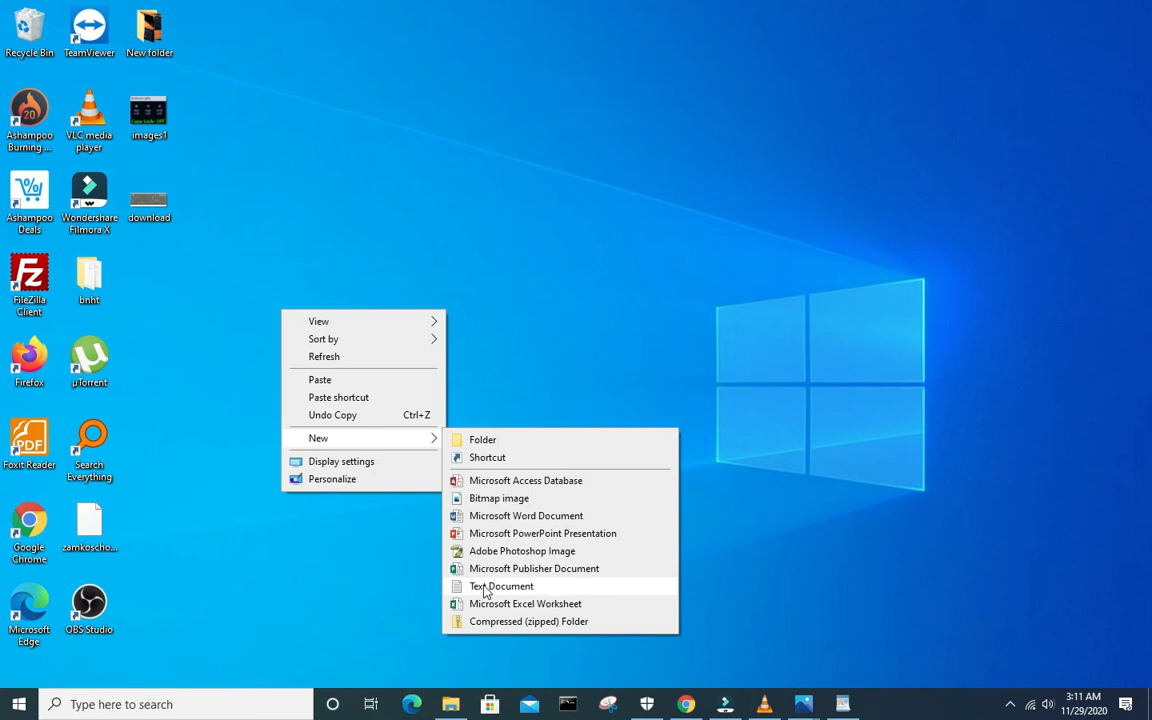 Recycle Bin
TeamViewer
New folder
Ashampoo
Burning ...
VLC media
player
images1
Ashampoo
Deals
Wondershare
Filmora X
download
FileZilla
Client
bnht
Firefox
µTorrent
Foxit Reader
Search
Everything
Google
Chrome
zamkoscho...
Microsoft
Edge
OBS Studio
View
Sort by
Refresh
Paste
Paste shortcut
Undo Copy Ctrl+Z
New
Display settings
Personalize
Folder
Shortcut
Microsoft Access Database
Bitmap image
Microsoft Word Document
Microsoft PowerPoint Presentation
Adobe Photoshop Image
Microsoft Publisher Document
Text Document
Microsoft Excel Worksheet
Compressed (zipped) Folder
Type here to search
3:11 AM
11/29/2020